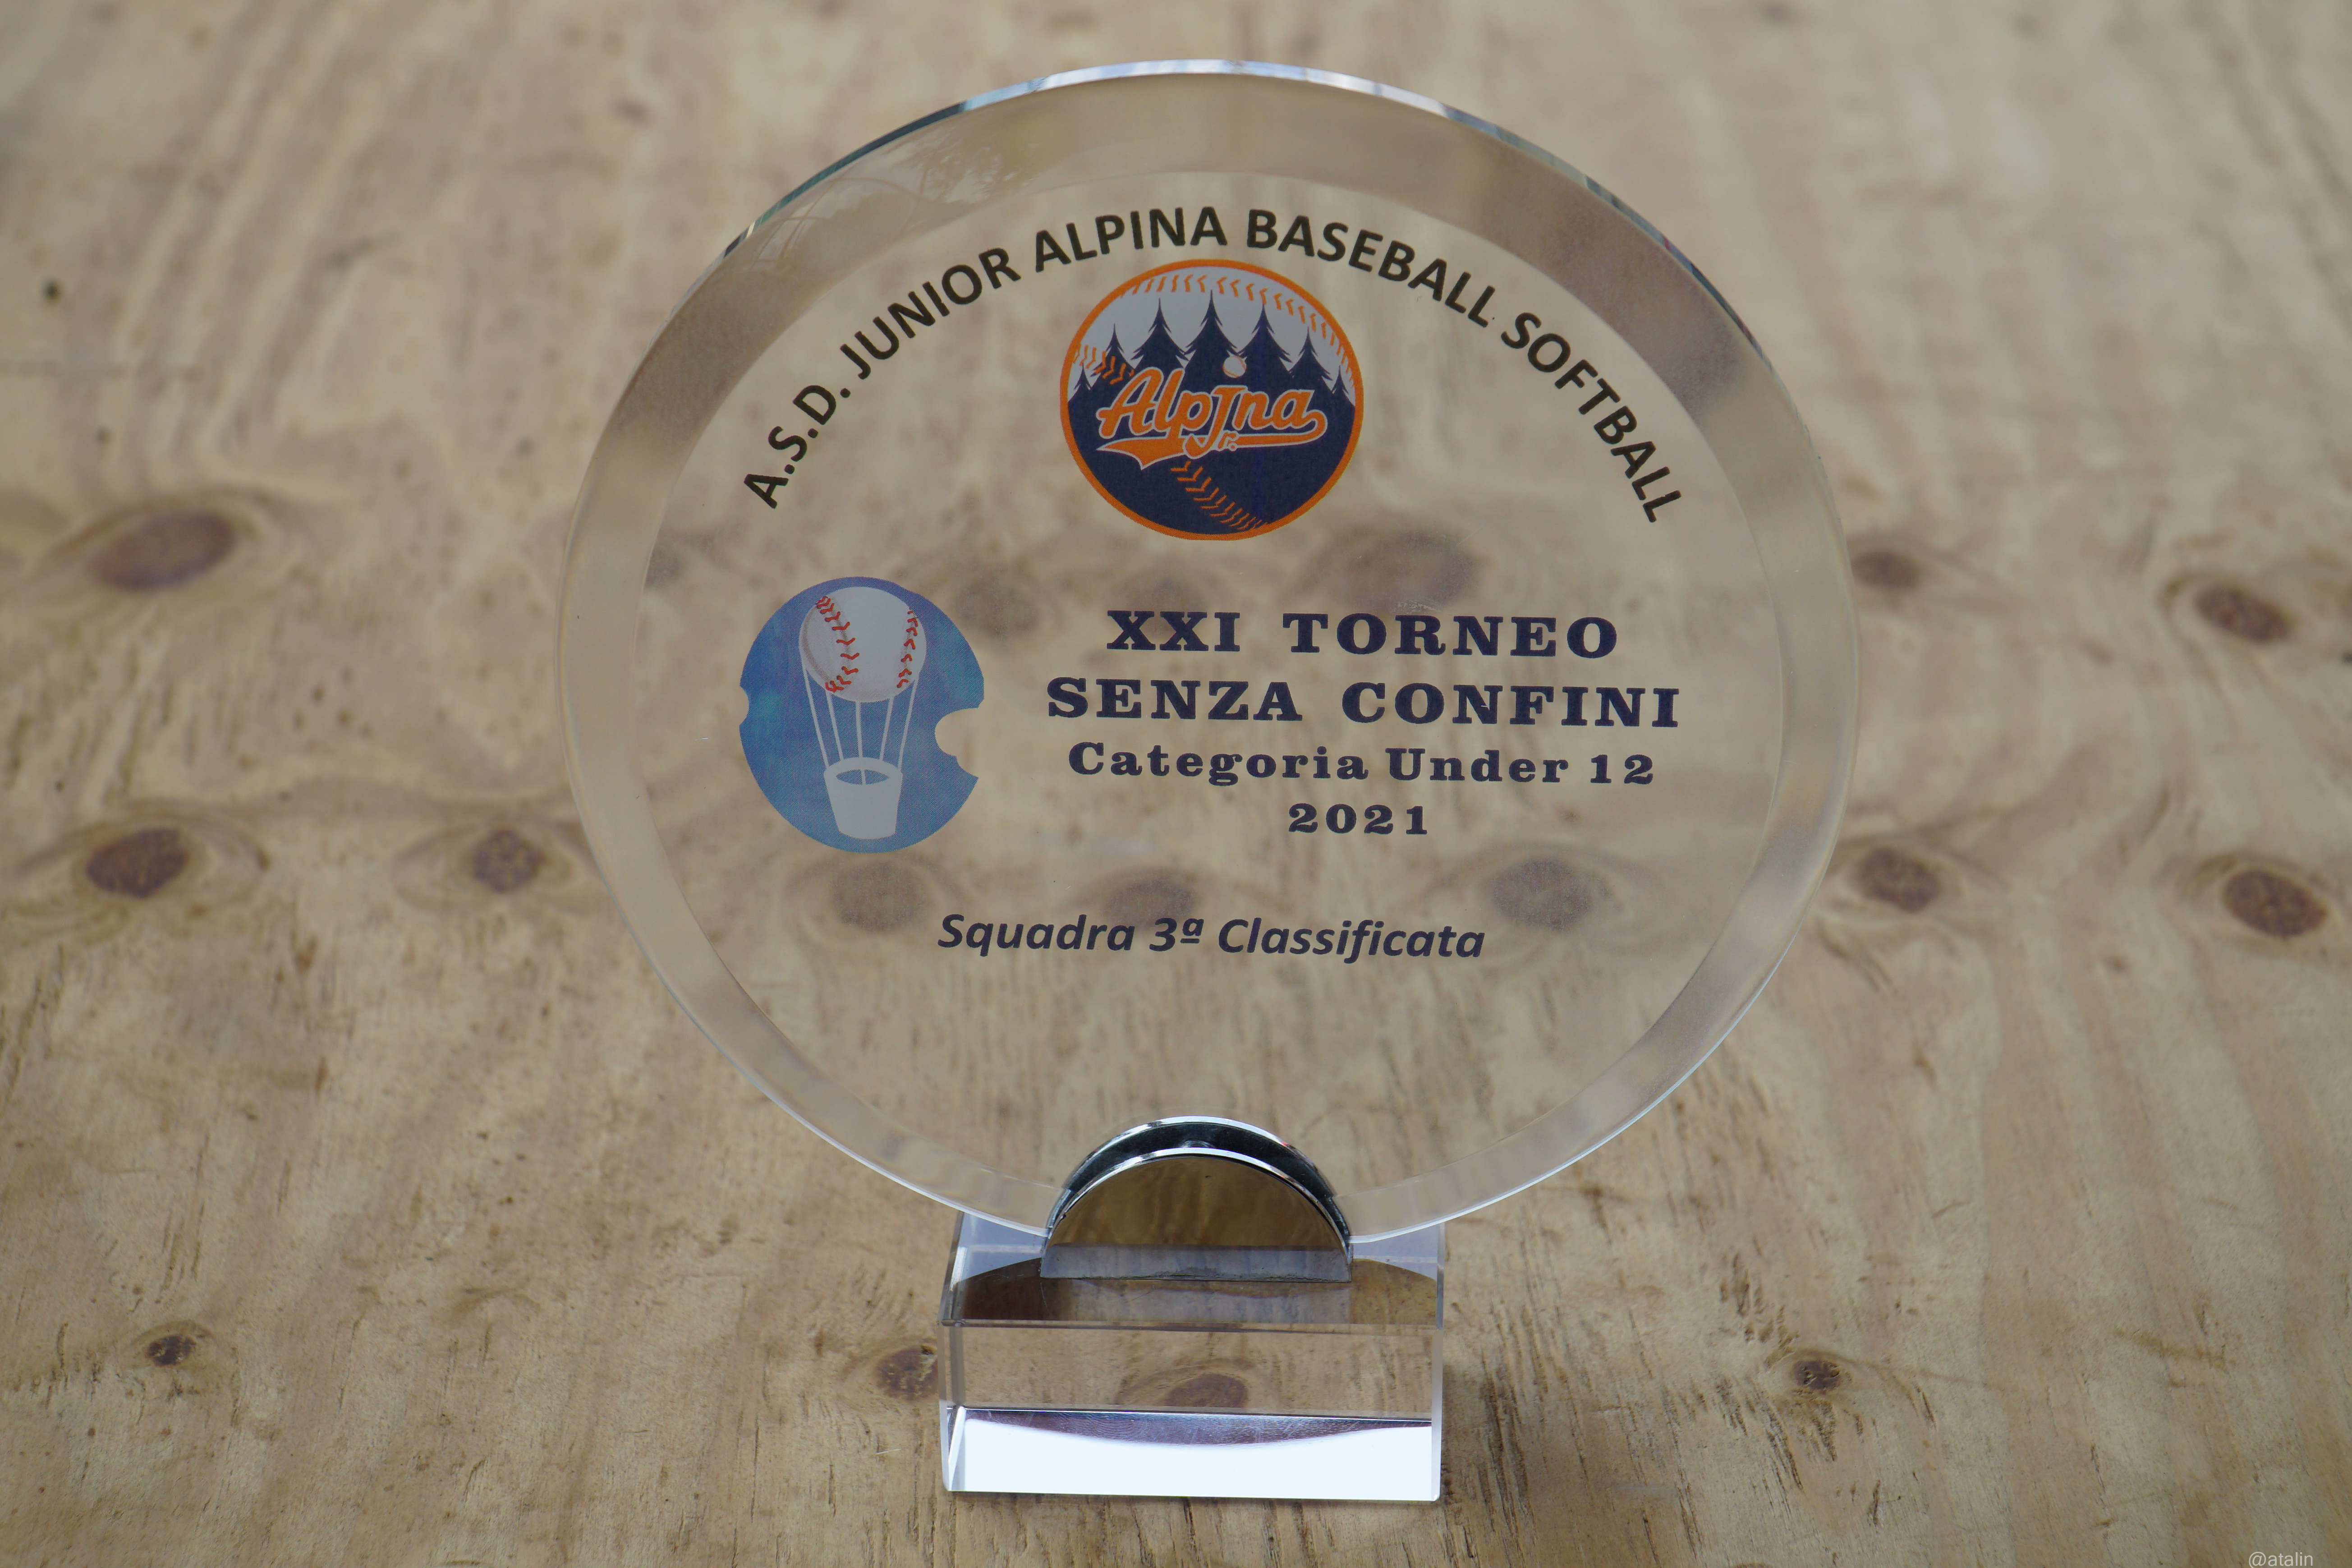 A.S.D. JUNIOR ALPINA BASEBALL SOFTBALL
Alpina
Jr.
XXI TORNEO
SENZA CONFINI
Categoria Under 12
2021
Squadra 3ª Classificata
@atalin